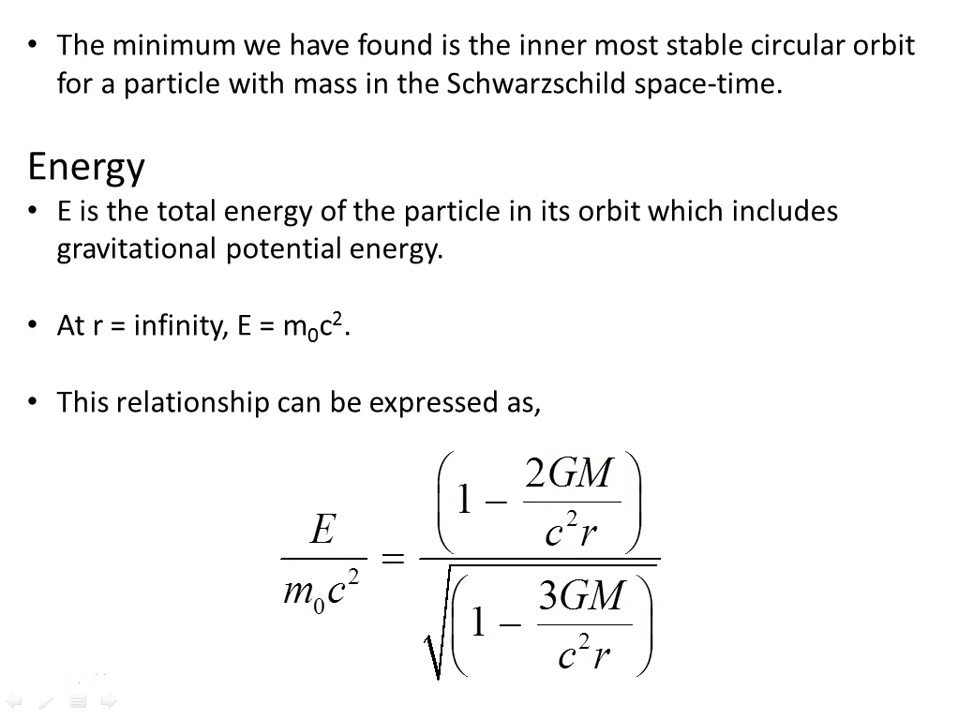 • The minimum we have found is the inner most stable circular orbit
for a particle with mass in the Schwarzschild space-time.
Energy
• E is the total energy of the particle in its orbit which includes
gravitational potential energy.
• At r = infinity, E = m₀c².
• This relationship can be expressed as,
E/(m₀c²) = (1 − 2GM/(c²r)) / √(1 − 3GM/(c²r))